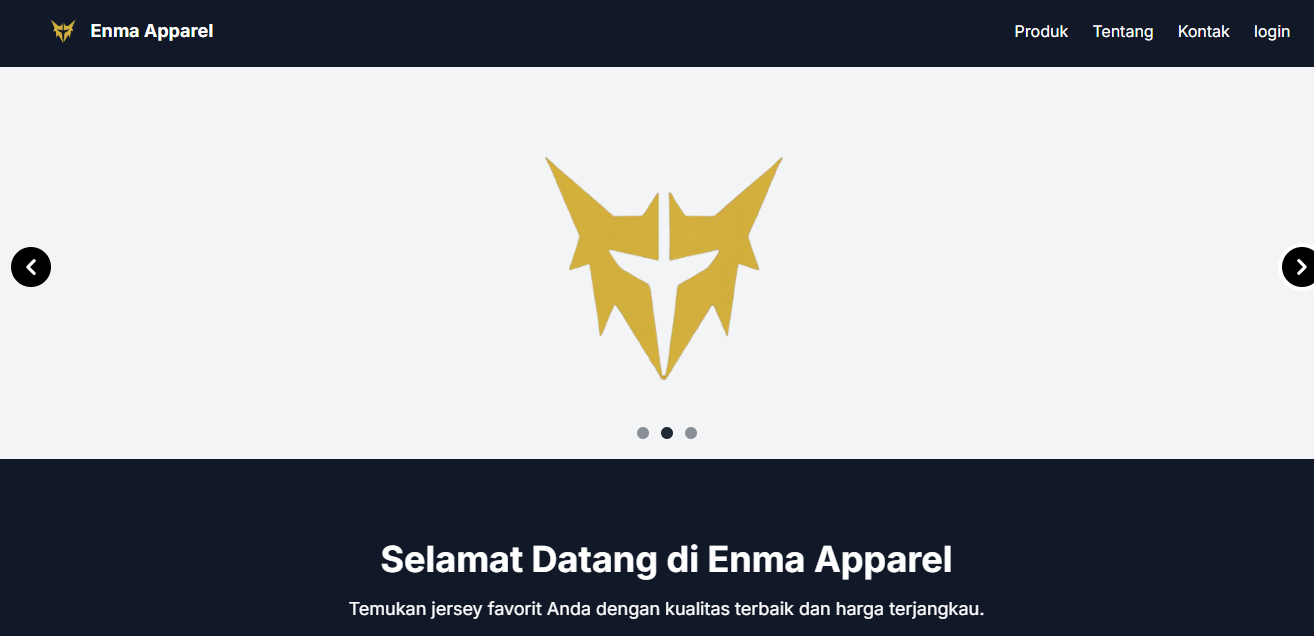 Enma Apparel
Produk Tentang Kontak login
Selamat Datang di Enma Apparel
Temukan jersey favorit Anda dengan kualitas terbaik dan harga terjangkau.